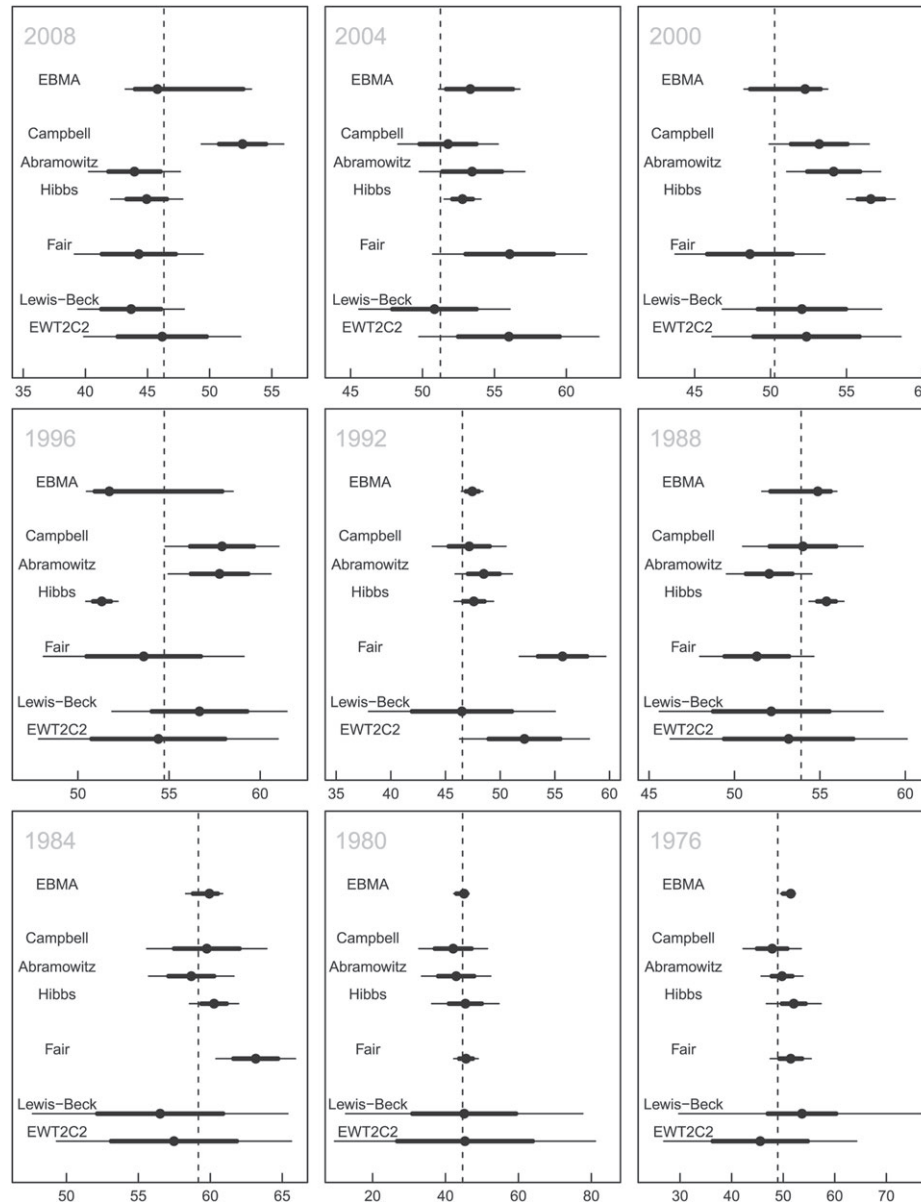 2008
EBMA
Campbell
Abramowitz
Hibbs
Fair
Lewis-Beck
EWT2C2
35 40 45 50 55
2004
EBMA
Campbell
Abramowitz
Hibbs
Fair
Lewis-Beck
EWT2C2
45 50 55 60
2000
EBMA
Campbell
Abramowitz
Hibbs
Fair
Lewis-Beck
EWT2C2
45 50 55
1996
EBMA
Campbell
Abramowitz
Hibbs
Fair
Lewis-Beck
EWT2C2
50 55 60
1992
EBMA
Campbell
Abramowitz
Hibbs
Fair
Lewis-Beck
EWT2C2
35 40 45 50 55 60
1988
EBMA
Campbell
Abramowitz
Hibbs
Fair
Lewis-Beck
EWT2C2
45 50 55 60
1984
EBMA
Campbell
Abramowitz
Hibbs
Fair
Lewis-Beck
EWT2C2
50 55 60 65
1980
EBMA
Campbell
Abramowitz
Hibbs
Fair
Lewis-Beck
EWT2C2
20 40 60 80
1976
EBMA
Campbell
Abramowitz
Hibbs
Fair
Lewis-Beck
EWT2C2
30 40 50 60 70